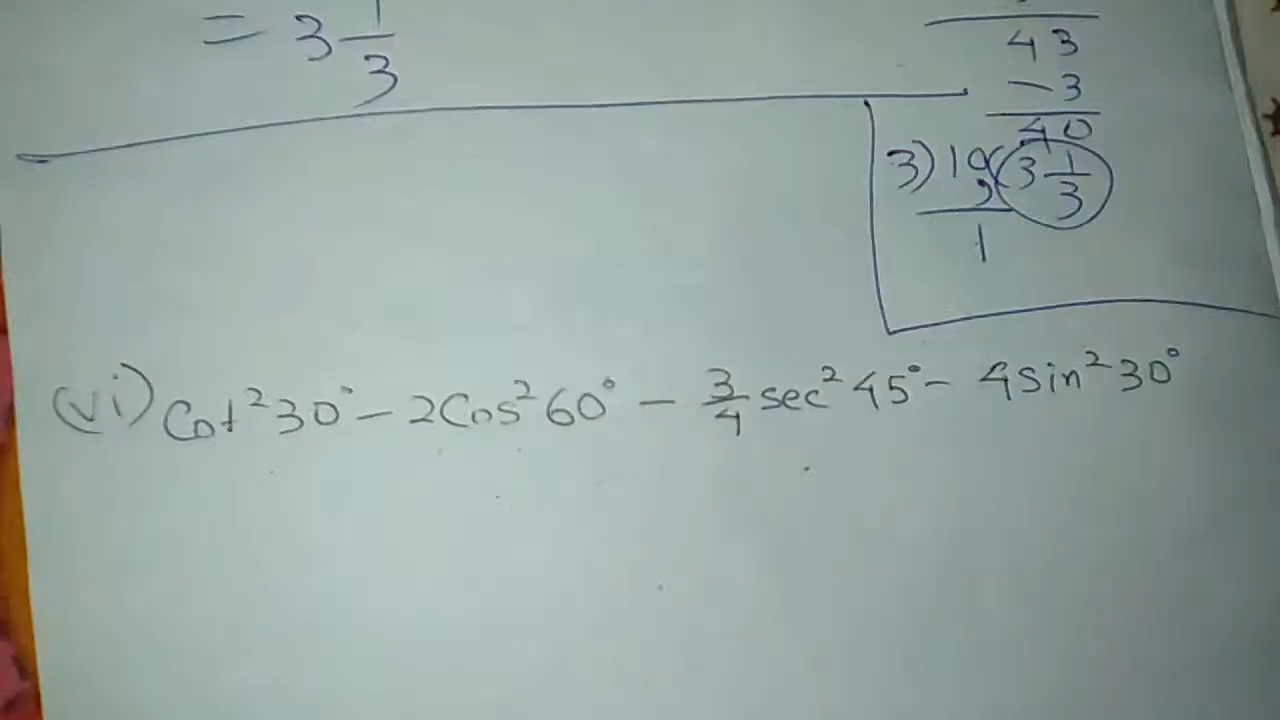 = 3 1/3
43
- 3
40
3) 10 ( 3 1/3
9
1
(vi) Cot²30° - 2Cos²60° - 3/4 sec²45° - 4sin²30°